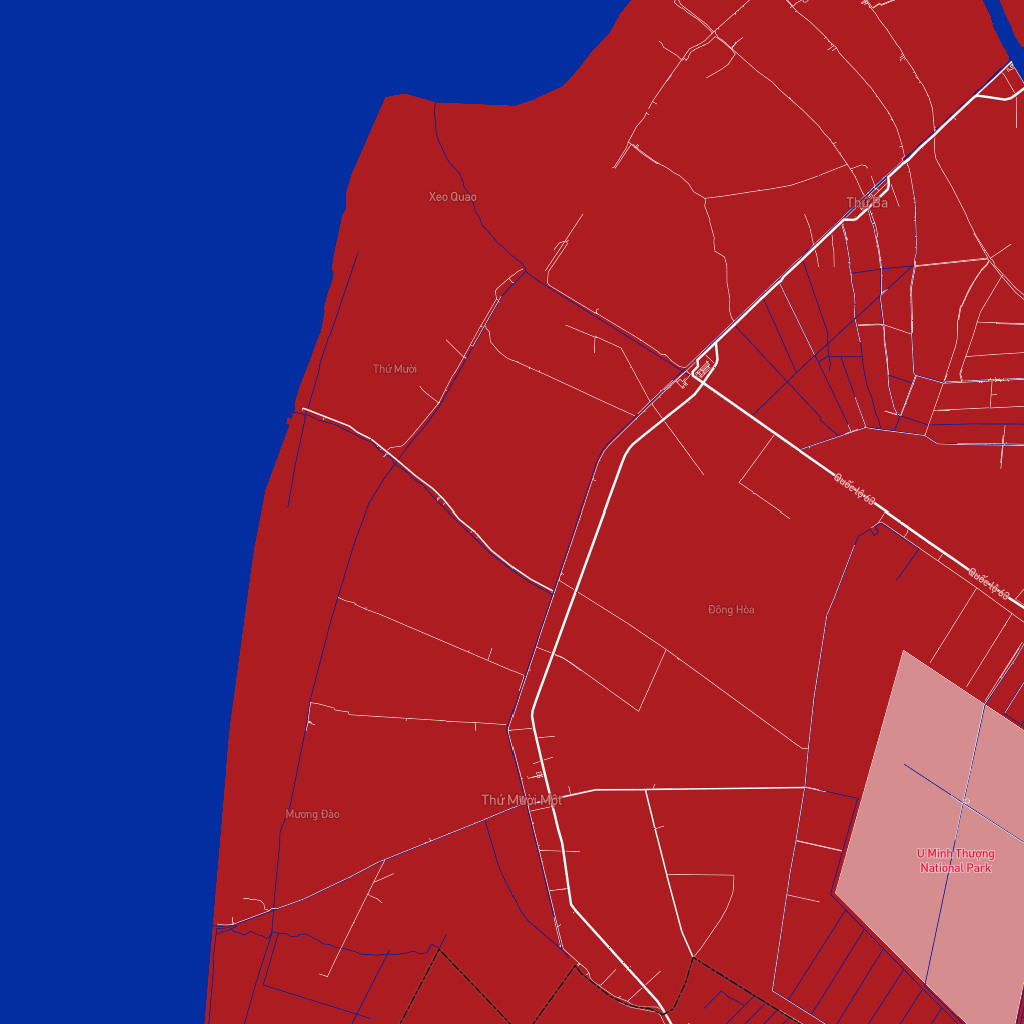 Xeo Quao
Thứ Ba
Thứ Mười
Quốc lộ 63
Quốc lộ 63
Đông Hòa
Thứ Mười Một
Mương Đào
U Minh Thượng
National Park